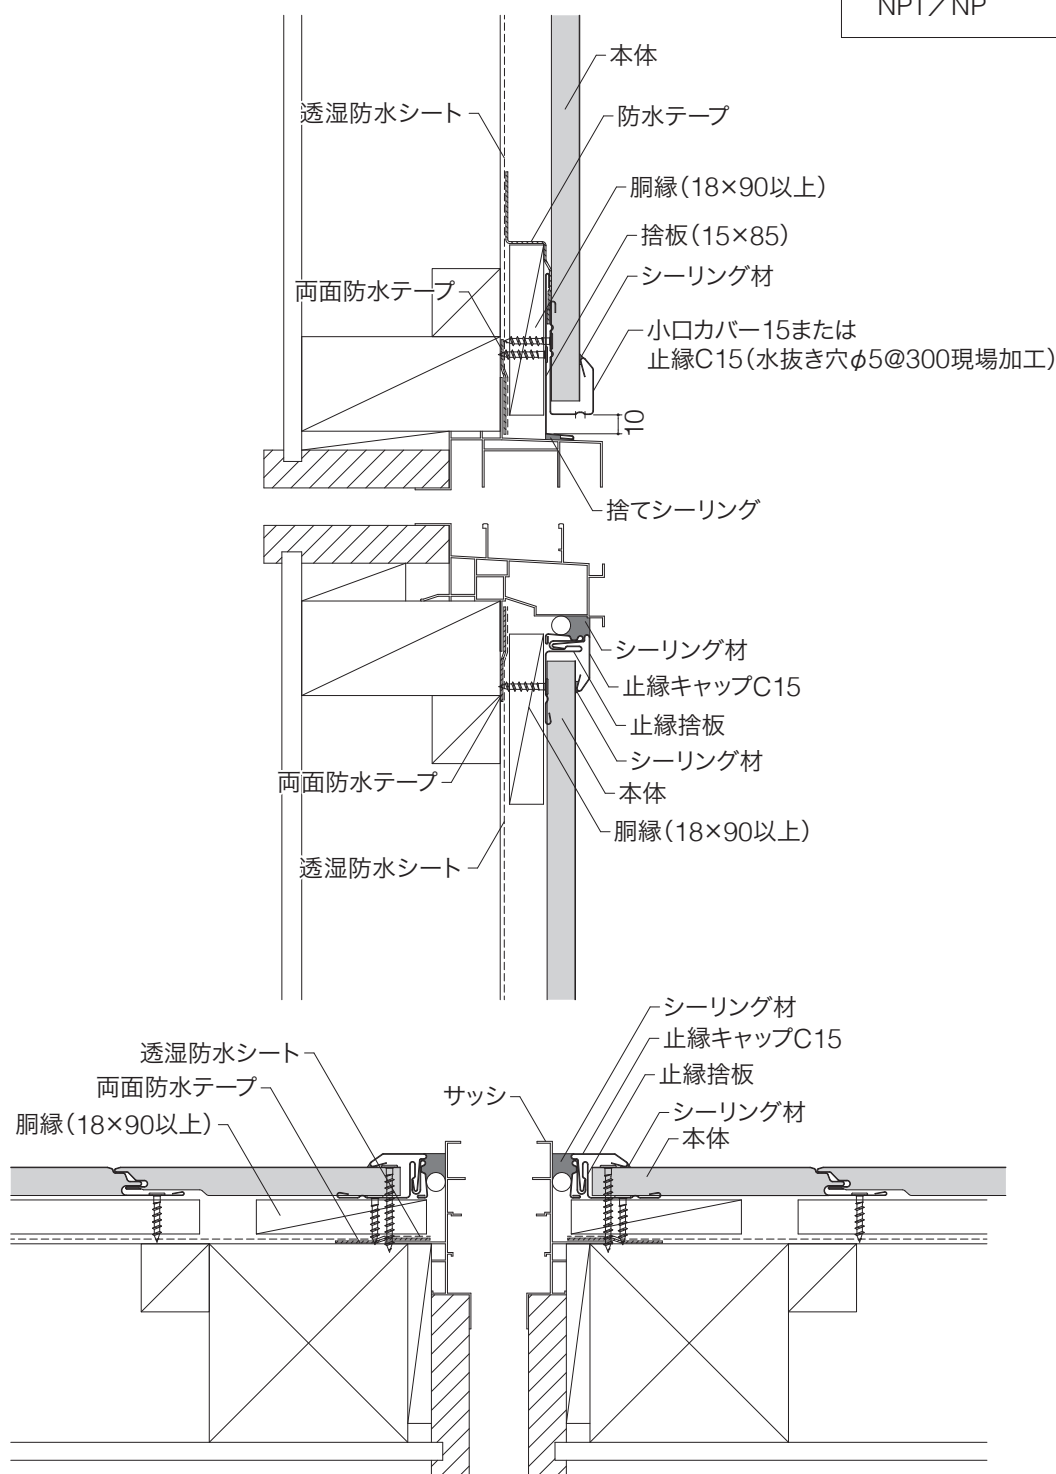 NPT／NP
本体
透湿防水シート
防水テープ
胴縁（18×90以上）
捨板（15×85）
シーリング材
両面防水テープ
小口カバー15または
止縁C15（水抜き穴φ5@300現場加工）
10
捨てシーリング
シーリング材
止縁キャップC15
止縁捨板
シーリング材
両面防水テープ
本体
胴縁（18×90以上）
透湿防水シート
シーリング材
止縁キャップC15
透湿防水シート
止縁捨板
両面防水テープ
サッシ
シーリング材
胴縁（18×90以上）
本体